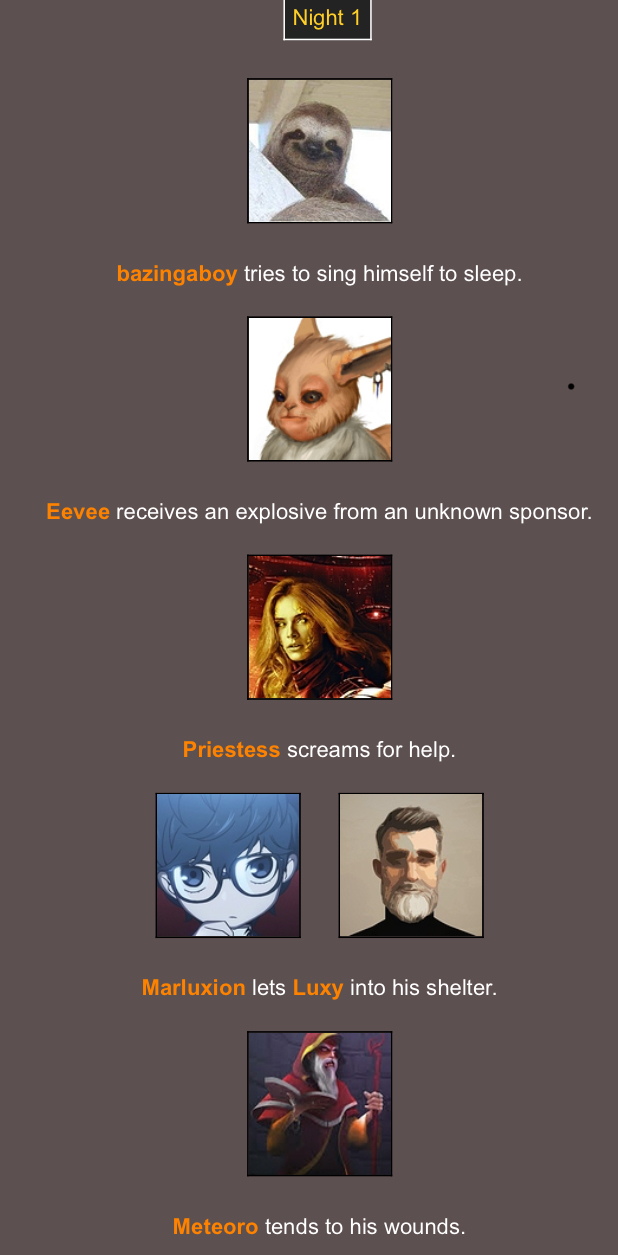 Night 1
bazingaboy tries to sing himself to sleep.
Eevee receives an explosive from an unknown sponsor.
Priestess screams for help.
Marluxion lets Luxy into his shelter.
Meteoro tends to his wounds.